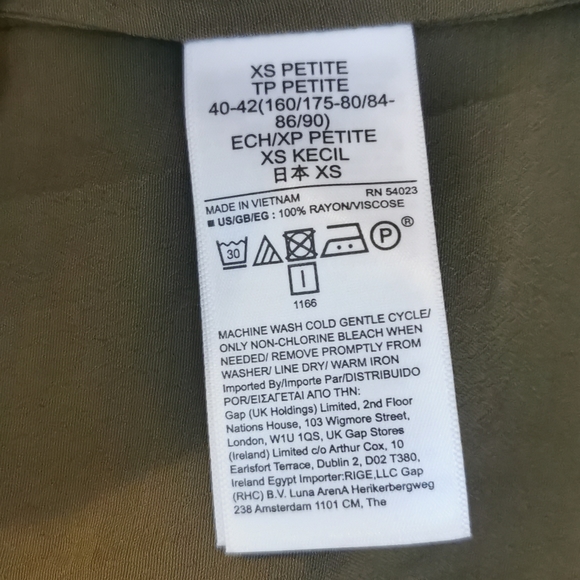 XS PETITE
TP PETITE
40-42(160/175-80/84-
86/90)
ECH/XP PETITE
XS KECIL
日本 XS
MADE IN VIETNAM RN 54023
■ US/GB/EG : 100% RAYON/VISCOSE
30 P®
1166
MACHINE WASH COLD GENTLE CYCLE/
ONLY NON-CHLORINE BLEACH WHEN
NEEDED/ REMOVE PROMPTLY FROM
WASHER/ LINE DRY/ WARM IRON
Imported By/Importe Par/DISTRIBUIDO
POR/ΕΙΣΑΓΕΤΑΙ ΑΠΟ ΤΗΝ:
Gap (UK Holdings) Limited, 2nd Floor
Nations House, 103 Wigmore Street,
London, W1U 1QS, UK Gap Stores
(Ireland) Limited c/o Arthur Cox, 10
Earlsfort Terrace, Dublin 2, D02 T380,
Ireland Egypt Importer:RIGE,LLC Gap
(RHC) B.V. Luna ArenA Herikerbergweg
238 Amsterdam 1101 CM, The